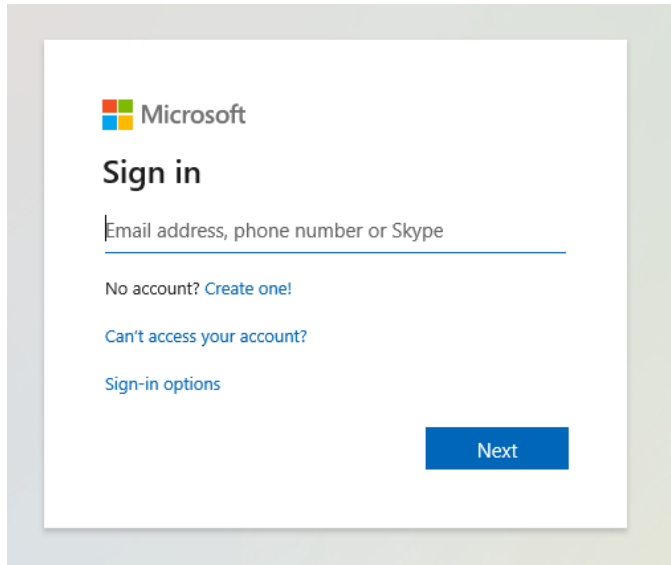 Microsoft
Sign in
Email address, phone number or Skype
No account? Create one!
Can't access your account?
Sign-in options
Next